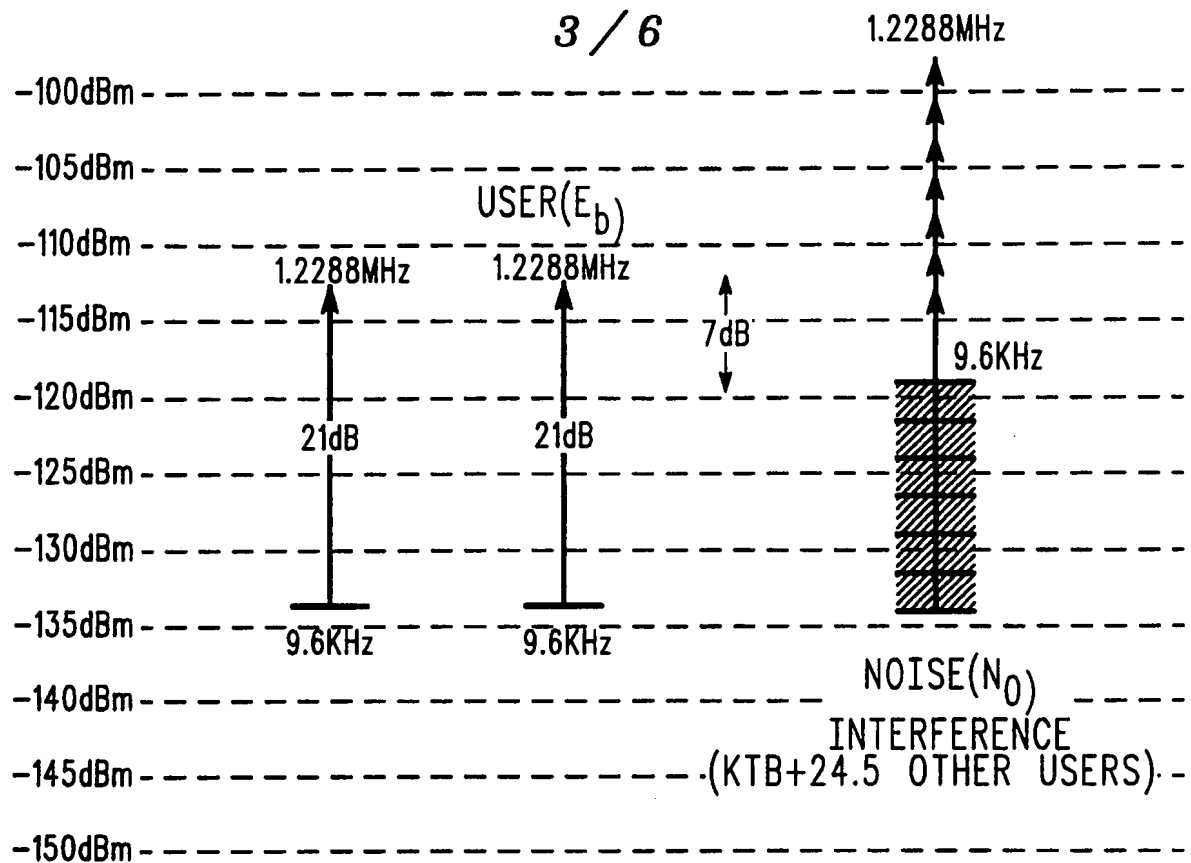 3/6
1.2288MHz
-100dBm
-105dBm
USER(Eb)
-110dBm
1.2288MHz
1.2288MHz
-115dBm
7dB
9.6KHz
-120dBm
21dB
21dB
-125dBm
-130dBm
-135dBm
9.6KHz
9.6KHz
NOISE(N0)
-140dBm
INTERFERENCE
-145dBm
(KTB+24.5 OTHER USERS)
-150dBm